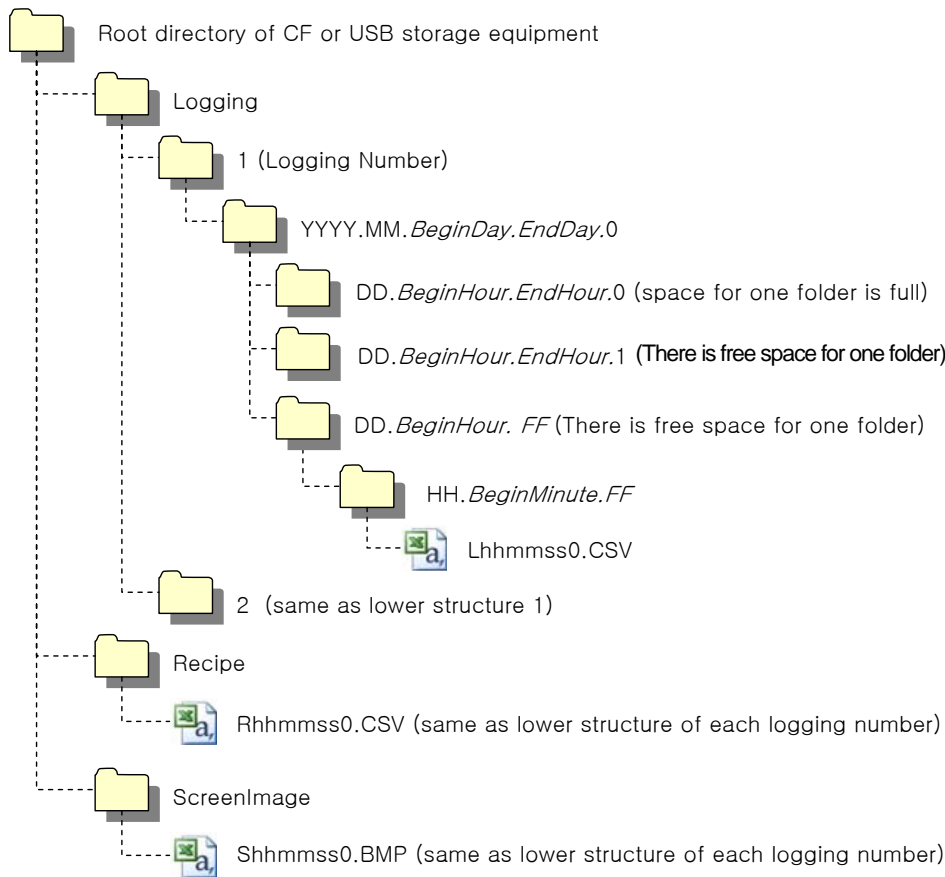 Root directory of CF or USB storage equipment
Logging
1 (Logging Number)
YYYY.MM.BeginDay.EndDay.0
DD.BeginHour.EndHour.0 (space for one folder is full)
DD.BeginHour.EndHour.1 (There is free space for one folder)
DD.BeginHour. FF (There is free space for one folder)
HH.BeginMinute.FF
a,
Lhhmmss0.CSV
2 (same as lower structure 1)
Recipe
a,
Rhhmmss0.CSV (same as lower structure of each logging number)
ScreenImage
a,
Shhmmss0.BMP (same as lower structure of each logging number)